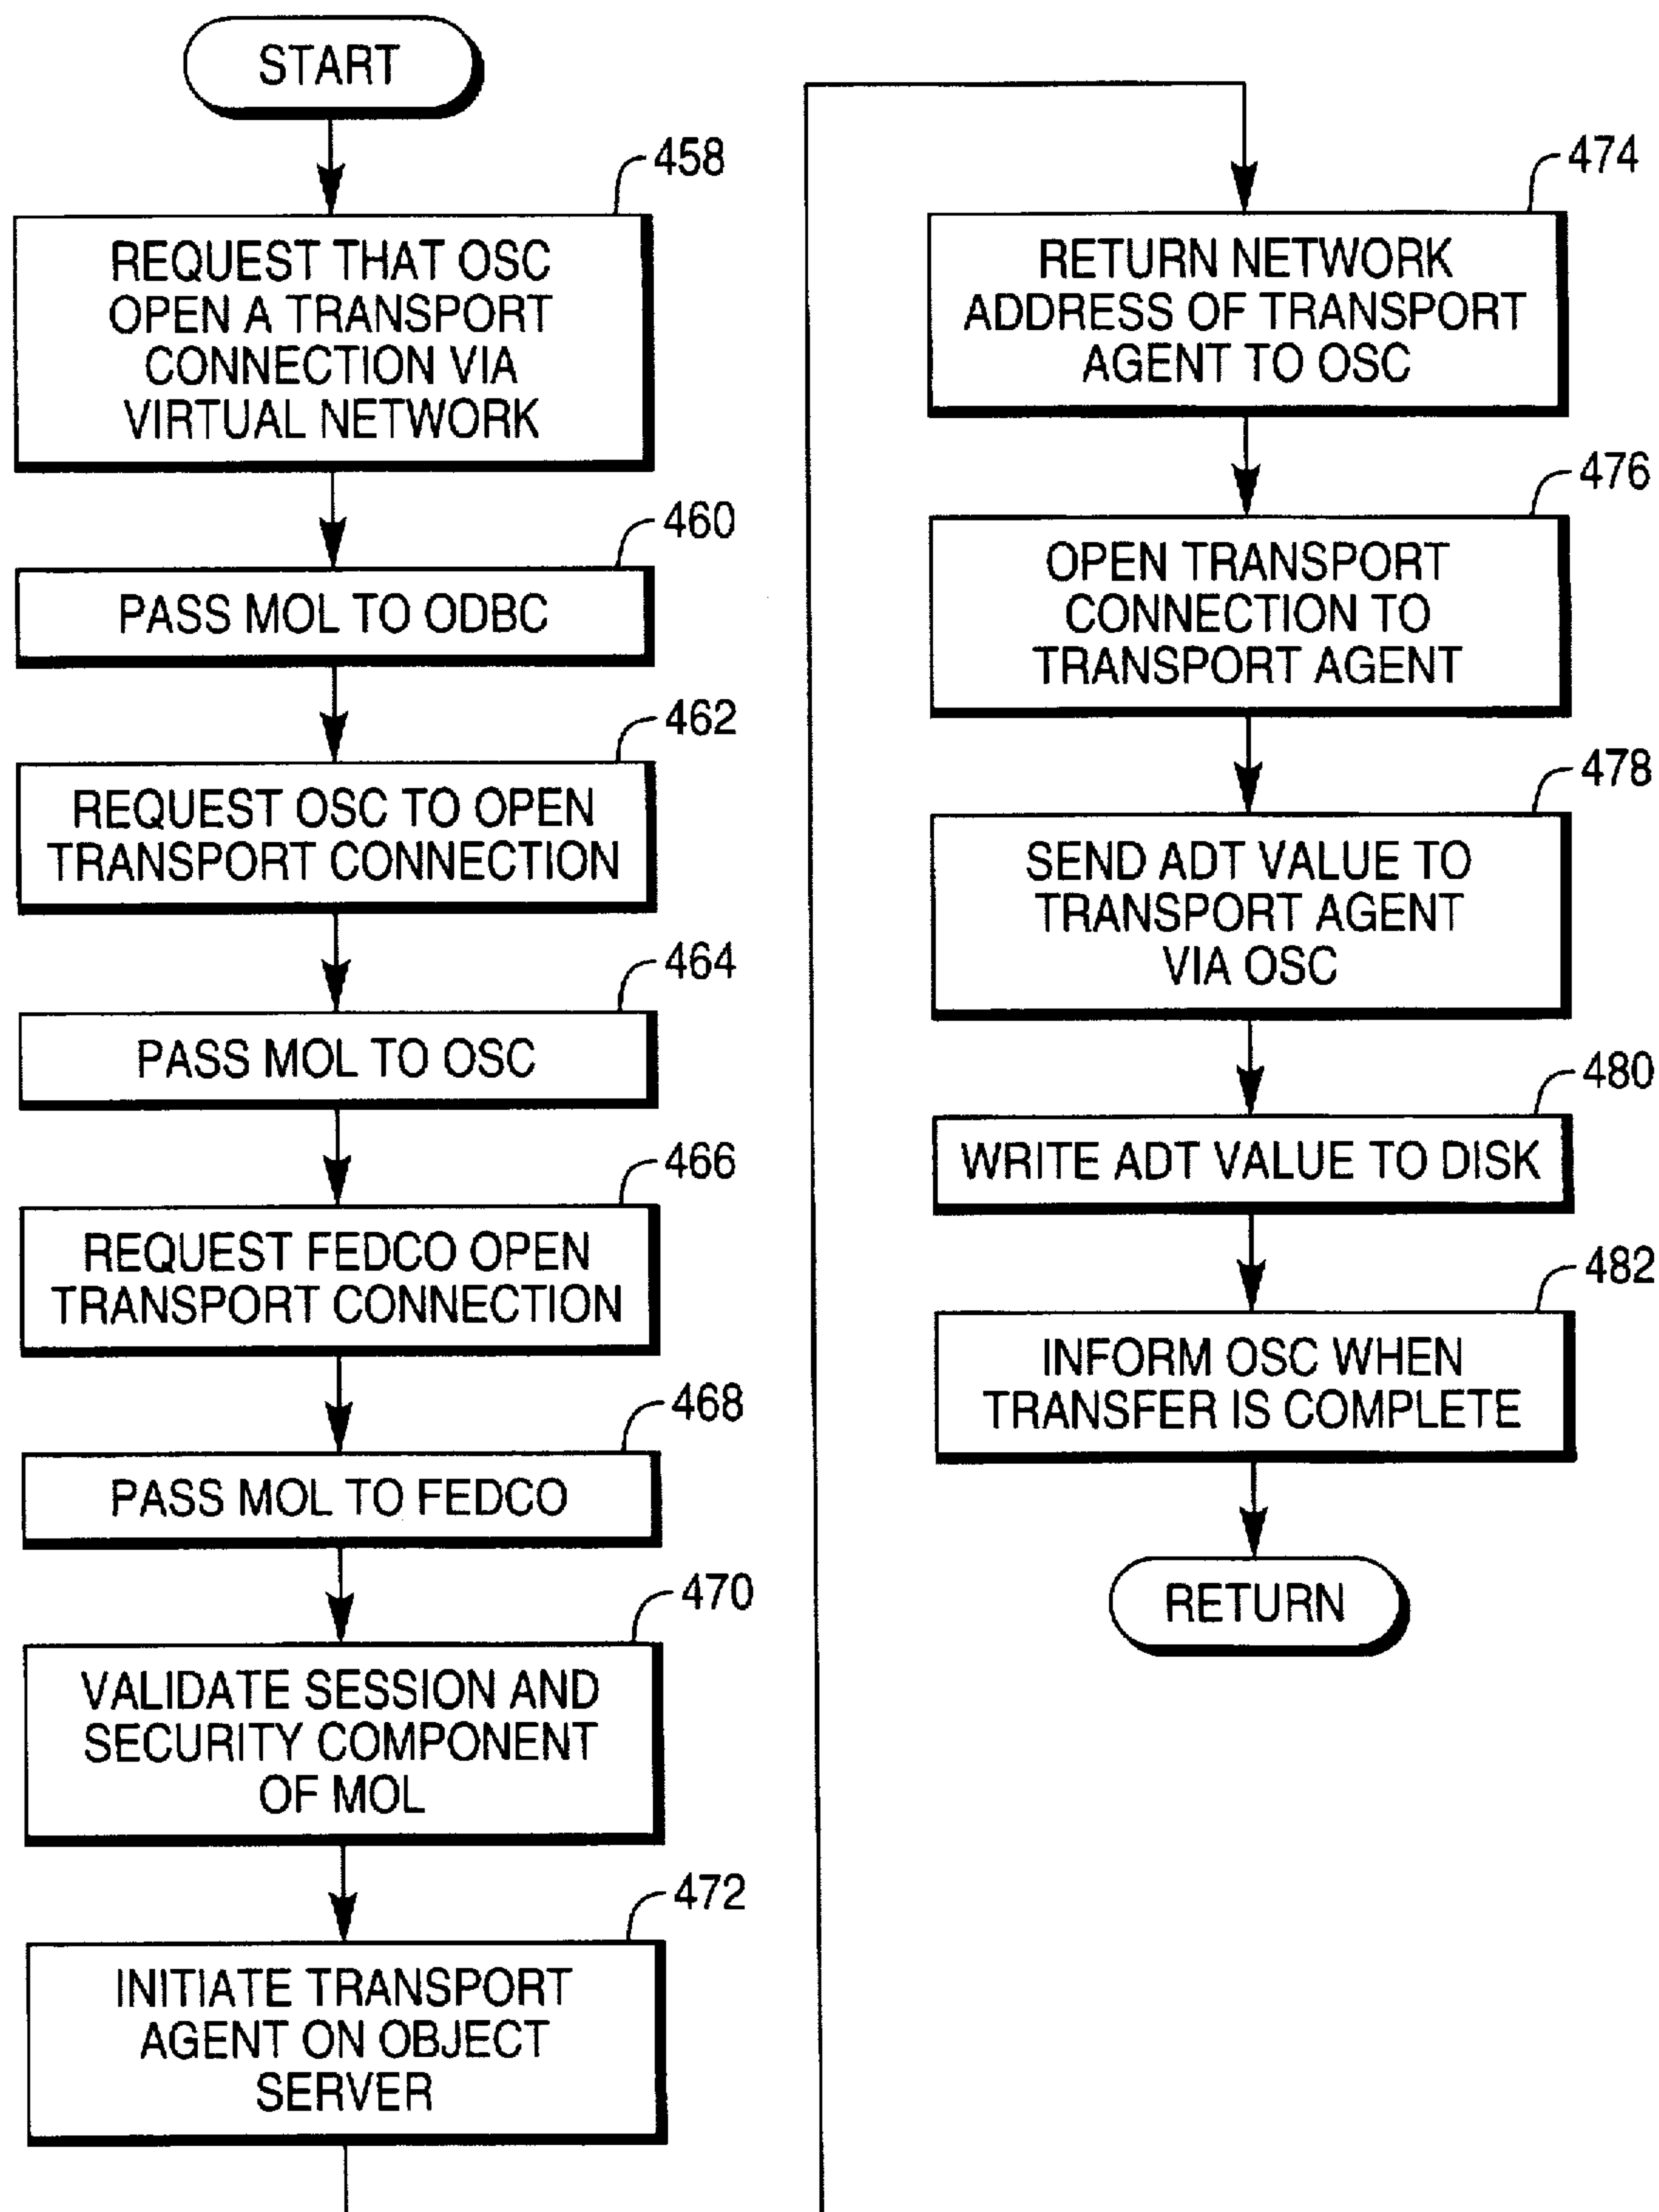 START
458
REQUEST THAT OSC
OPEN A TRANSPORT
CONNECTION VIA
VIRTUAL NETWORK
460
PASS MOL TO ODBC
462
REQUEST OSC TO OPEN
TRANSPORT CONNECTION
464
PASS MOL TO OSC
466
REQUEST FEDCO OPEN
TRANSPORT CONNECTION
468
PASS MOL TO FEDCO
470
VALIDATE SESSION AND
SECURITY COMPONENT
OF MOL
472
INITIATE TRANSPORT
AGENT ON OBJECT
SERVER
474
RETURN NETWORK
ADDRESS OF TRANSPORT
AGENT TO OSC
476
OPEN TRANSPORT
CONNECTION TO
TRANSPORT AGENT
478
SEND ADT VALUE TO
TRANSPORT AGENT
VIA OSC
480
WRITE ADT VALUE TO DISK
482
INFORM OSC WHEN
TRANSFER IS COMPLETE
RETURN